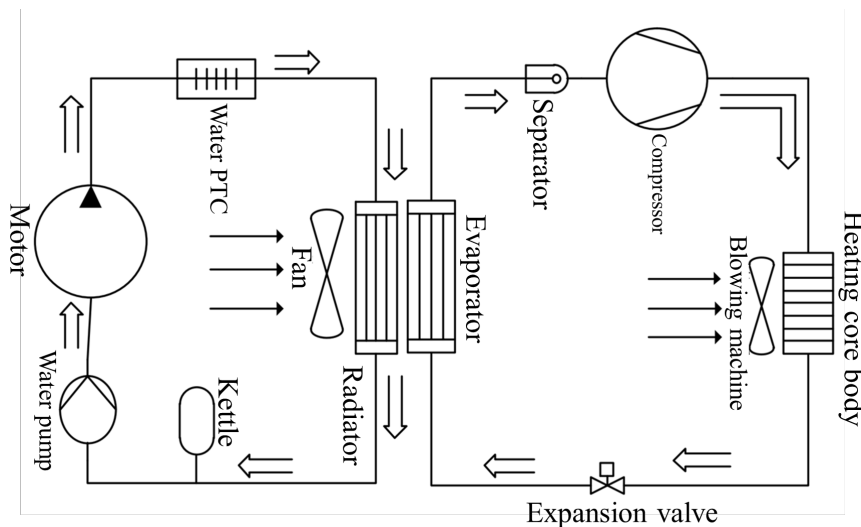 Motor
Water PTC
Water pump
Kettle
Fan
Radiator
Evaporator
Separator
Compressor
Blowing machine
Heating core body
Expansion valve